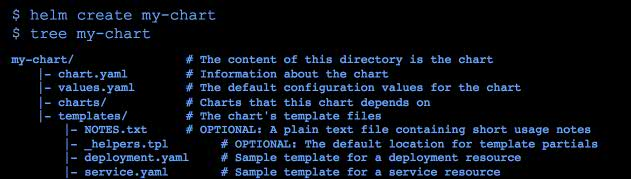 $ helm create my-chart
$ tree my-chart
my-chart/ # The content of this directory is the chart
|- chart.yaml # Information about the chart
|- values.yaml # The default configuration values for the chart
|- charts/ # Charts that this chart depends on
|- templates/ # The chart's template files
|- NOTES.txt # OPTIONAL: A plain text file containing short usage notes
|- _helpers.tpl # OPTIONAL: The default location for template partials
|- deployment.yaml # Sample template for a deployment resource
|- service.yaml # Sample template for a service resource